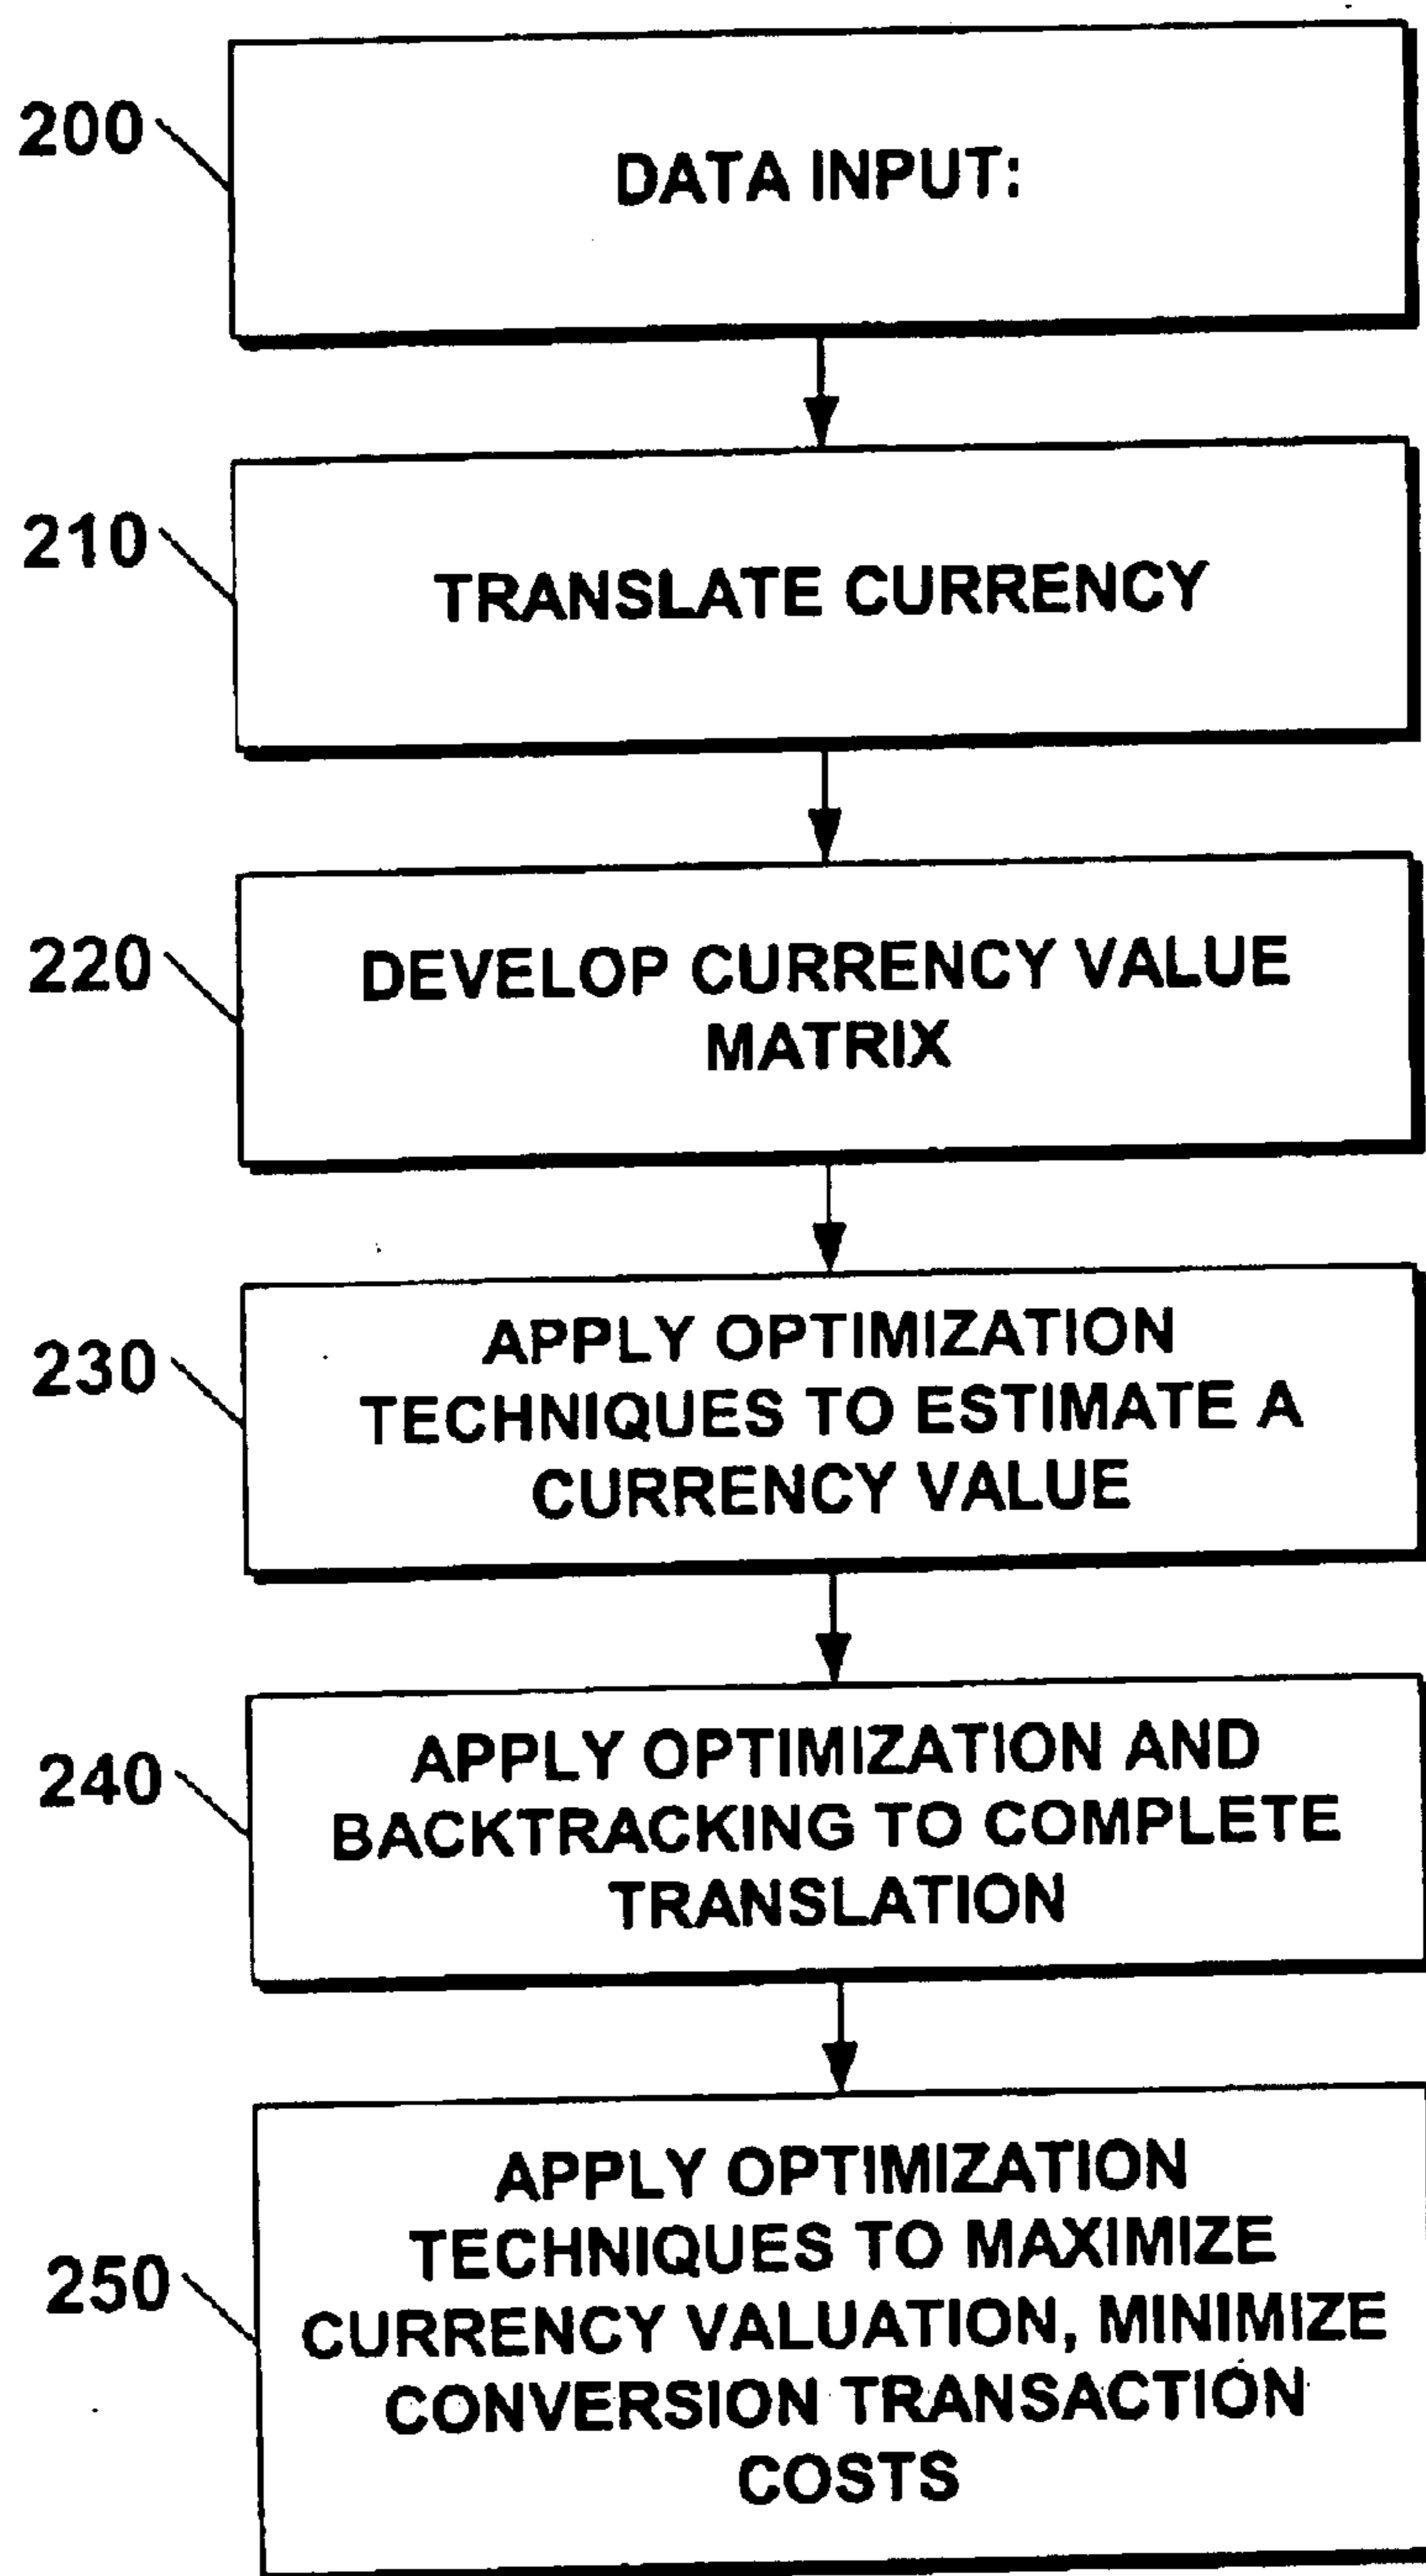 200
DATA INPUT:
210
TRANSLATE CURRENCY
220
DEVELOP CURRENCY VALUE
MATRIX
230
APPLY OPTIMIZATION
TECHNIQUES TO ESTIMATE A
CURRENCY VALUE
240
APPLY OPTIMIZATION AND
BACKTRACKING TO COMPLETE
TRANSLATION
250
APPLY OPTIMIZATION
TECHNIQUES TO MAXIMIZE
CURRENCY VALUATION, MINIMIZE
CONVERSION TRANSACTION
COSTS